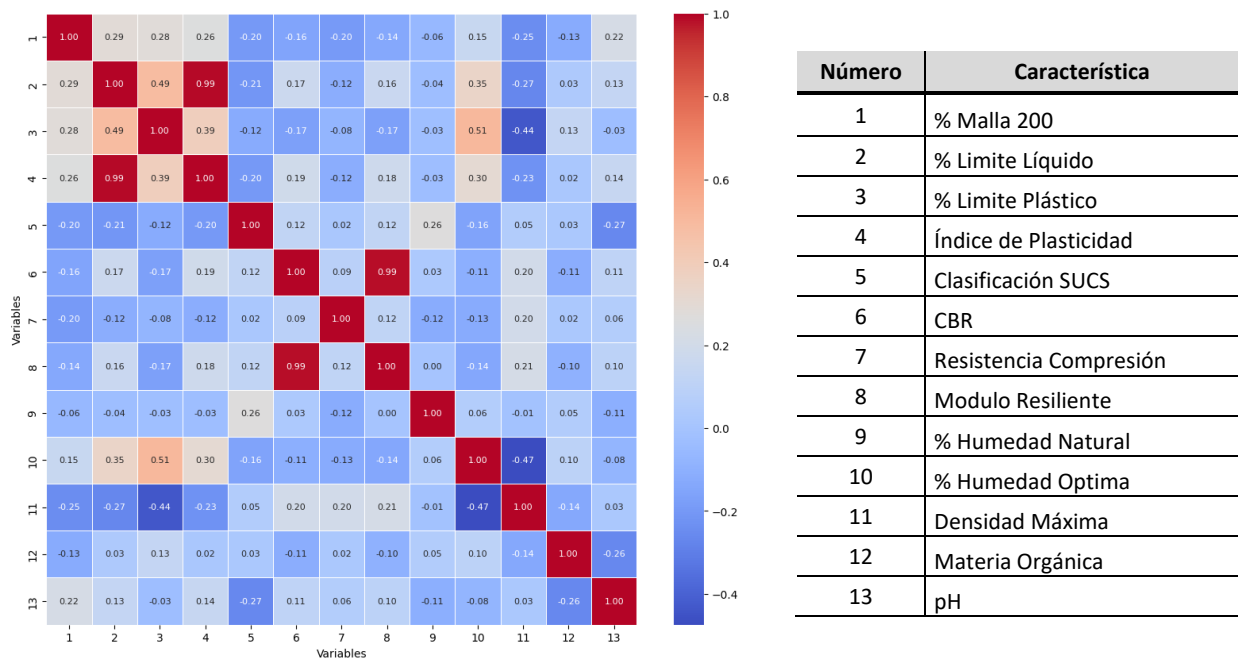 1 1.00 0.29 0.28 0.26 -0.20 -0.16 -0.20 -0.14 -0.06 0.15 -0.25 -0.13 0.22
2 0.29 1.00 0.49 0.99 -0.21 0.17 -0.12 0.16 -0.04 0.35 -0.27 0.03 0.13
3 0.28 0.49 1.00 0.39 -0.12 -0.17 -0.08 -0.17 -0.03 0.51 -0.44 0.13 -0.03
4 0.26 0.99 0.39 1.00 -0.20 0.19 -0.12 0.18 -0.03 0.30 -0.23 0.02 0.14
5 -0.20 -0.21 -0.12 -0.20 1.00 0.12 0.02 0.12 0.26 -0.16 0.05 0.03 -0.27
6 -0.16 0.17 -0.17 0.19 0.12 1.00 0.09 0.99 0.03 -0.11 0.20 -0.11 0.11
7 -0.20 -0.12 -0.08 -0.12 0.02 0.09 1.00 0.12 -0.12 -0.13 0.20 0.02 0.06
8 -0.14 0.16 -0.17 0.18 0.12 0.99 0.12 1.00 0.00 -0.14 0.21 -0.10 0.10
9 -0.06 -0.04 -0.03 -0.03 0.26 0.03 -0.12 0.00 1.00 0.06 -0.01 0.05 -0.11
10 0.15 0.35 0.51 0.30 -0.16 -0.11 -0.13 -0.14 0.06 1.00 -0.47 0.10 -0.08
11 -0.25 -0.27 -0.44 -0.23 0.05 0.20 0.20 0.21 -0.01 -0.47 1.00 -0.14 0.03
12 -0.13 0.03 0.13 0.02 0.03 -0.11 0.02 -0.10 0.05 0.10 -0.14 1.00 -0.26
13 0.22 0.13 -0.03 0.14 -0.27 0.11 0.06 0.10 -0.11 -0.08 0.03 -0.26 1.00
1 2 3 4 5 6 7 8 9 10 11 12 13
Variables
Variables
1.0
0.8
0.6
0.4
0.2
0.0
−0.2
−0.4
Número Característica
1 % Malla 200
2 % Limite Líquido
3 % Limite Plástico
4 Índice de Plasticidad
5 Clasificación SUCS
6 CBR
7 Resistencia Compresión
8 Modulo Resiliente
9 % Humedad Natural
10 % Humedad Optima
11 Densidad Máxima
12 Materia Orgánica
13 pH